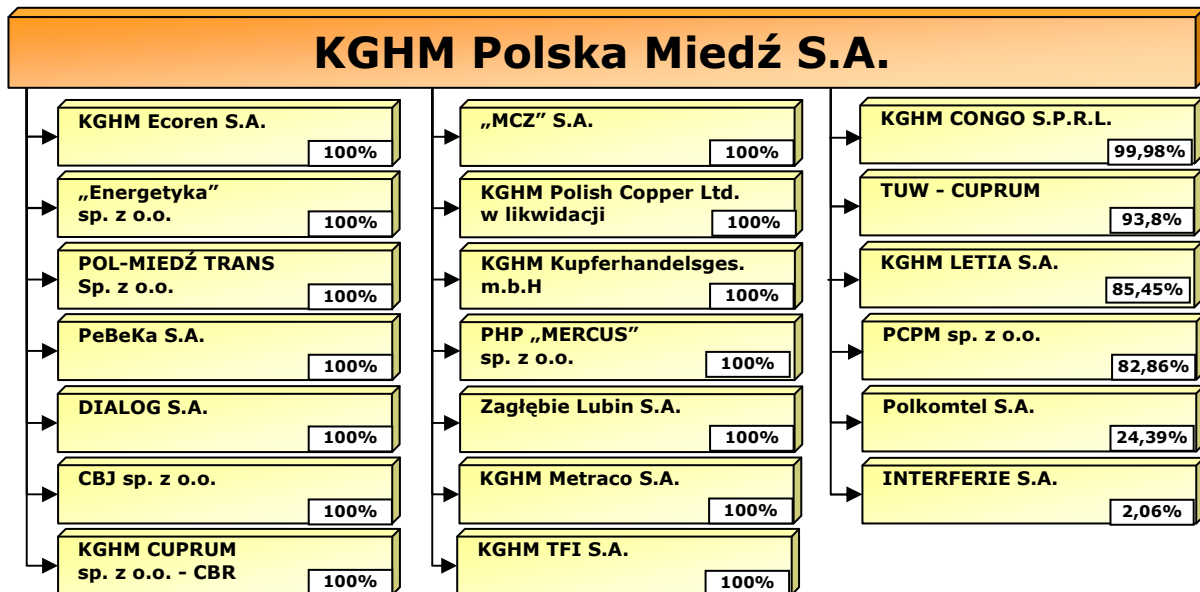 KGHM Polska Miedź S.A.
KGHM Ecoren S.A.
100%
„Energetyka”
sp. z o.o.
100%
POL-MIEDŹ TRANS
Sp. z o.o.
100%
PeBeKa S.A.
100%
DIALOG S.A.
100%
CBJ sp. z o.o.
100%
KGHM CUPRUM
sp. z o.o. - CBR
100%
„MCZ” S.A.
100%
KGHM Polish Copper Ltd.
w likwidacji
100%
KGHM Kupferhandelsges.
m.b.H
100%
PHP „MERCUS”
sp. z o.o.
100%
Zagłębie Lubin S.A.
100%
KGHM Metraco S.A.
100%
KGHM TFI S.A.
100%
KGHM CONGO S.P.R.L.
99,98%
TUW - CUPRUM
93,8%
KGHM LETIA S.A.
85,45%
PCPM sp. z o.o.
82,86%
Polkomtel S.A.
24,39%
INTERFERIE S.A.
2,06%